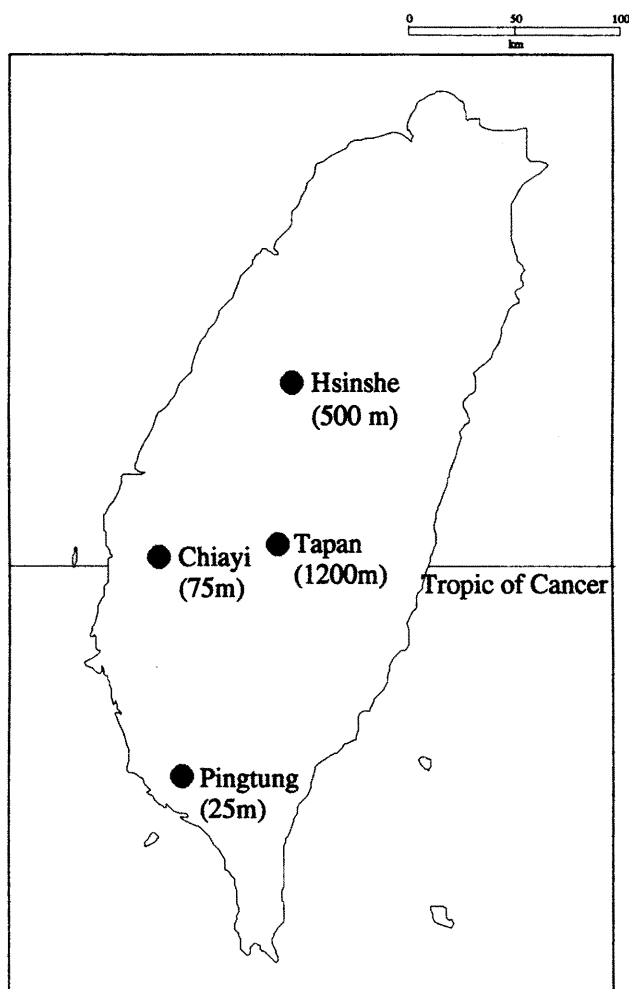 0 50 100
km
Hsinshe
(500 m)
Chiayi
(75m)
Tapan
(1200m)
Tropic of Cancer
Pingtung
(25m)